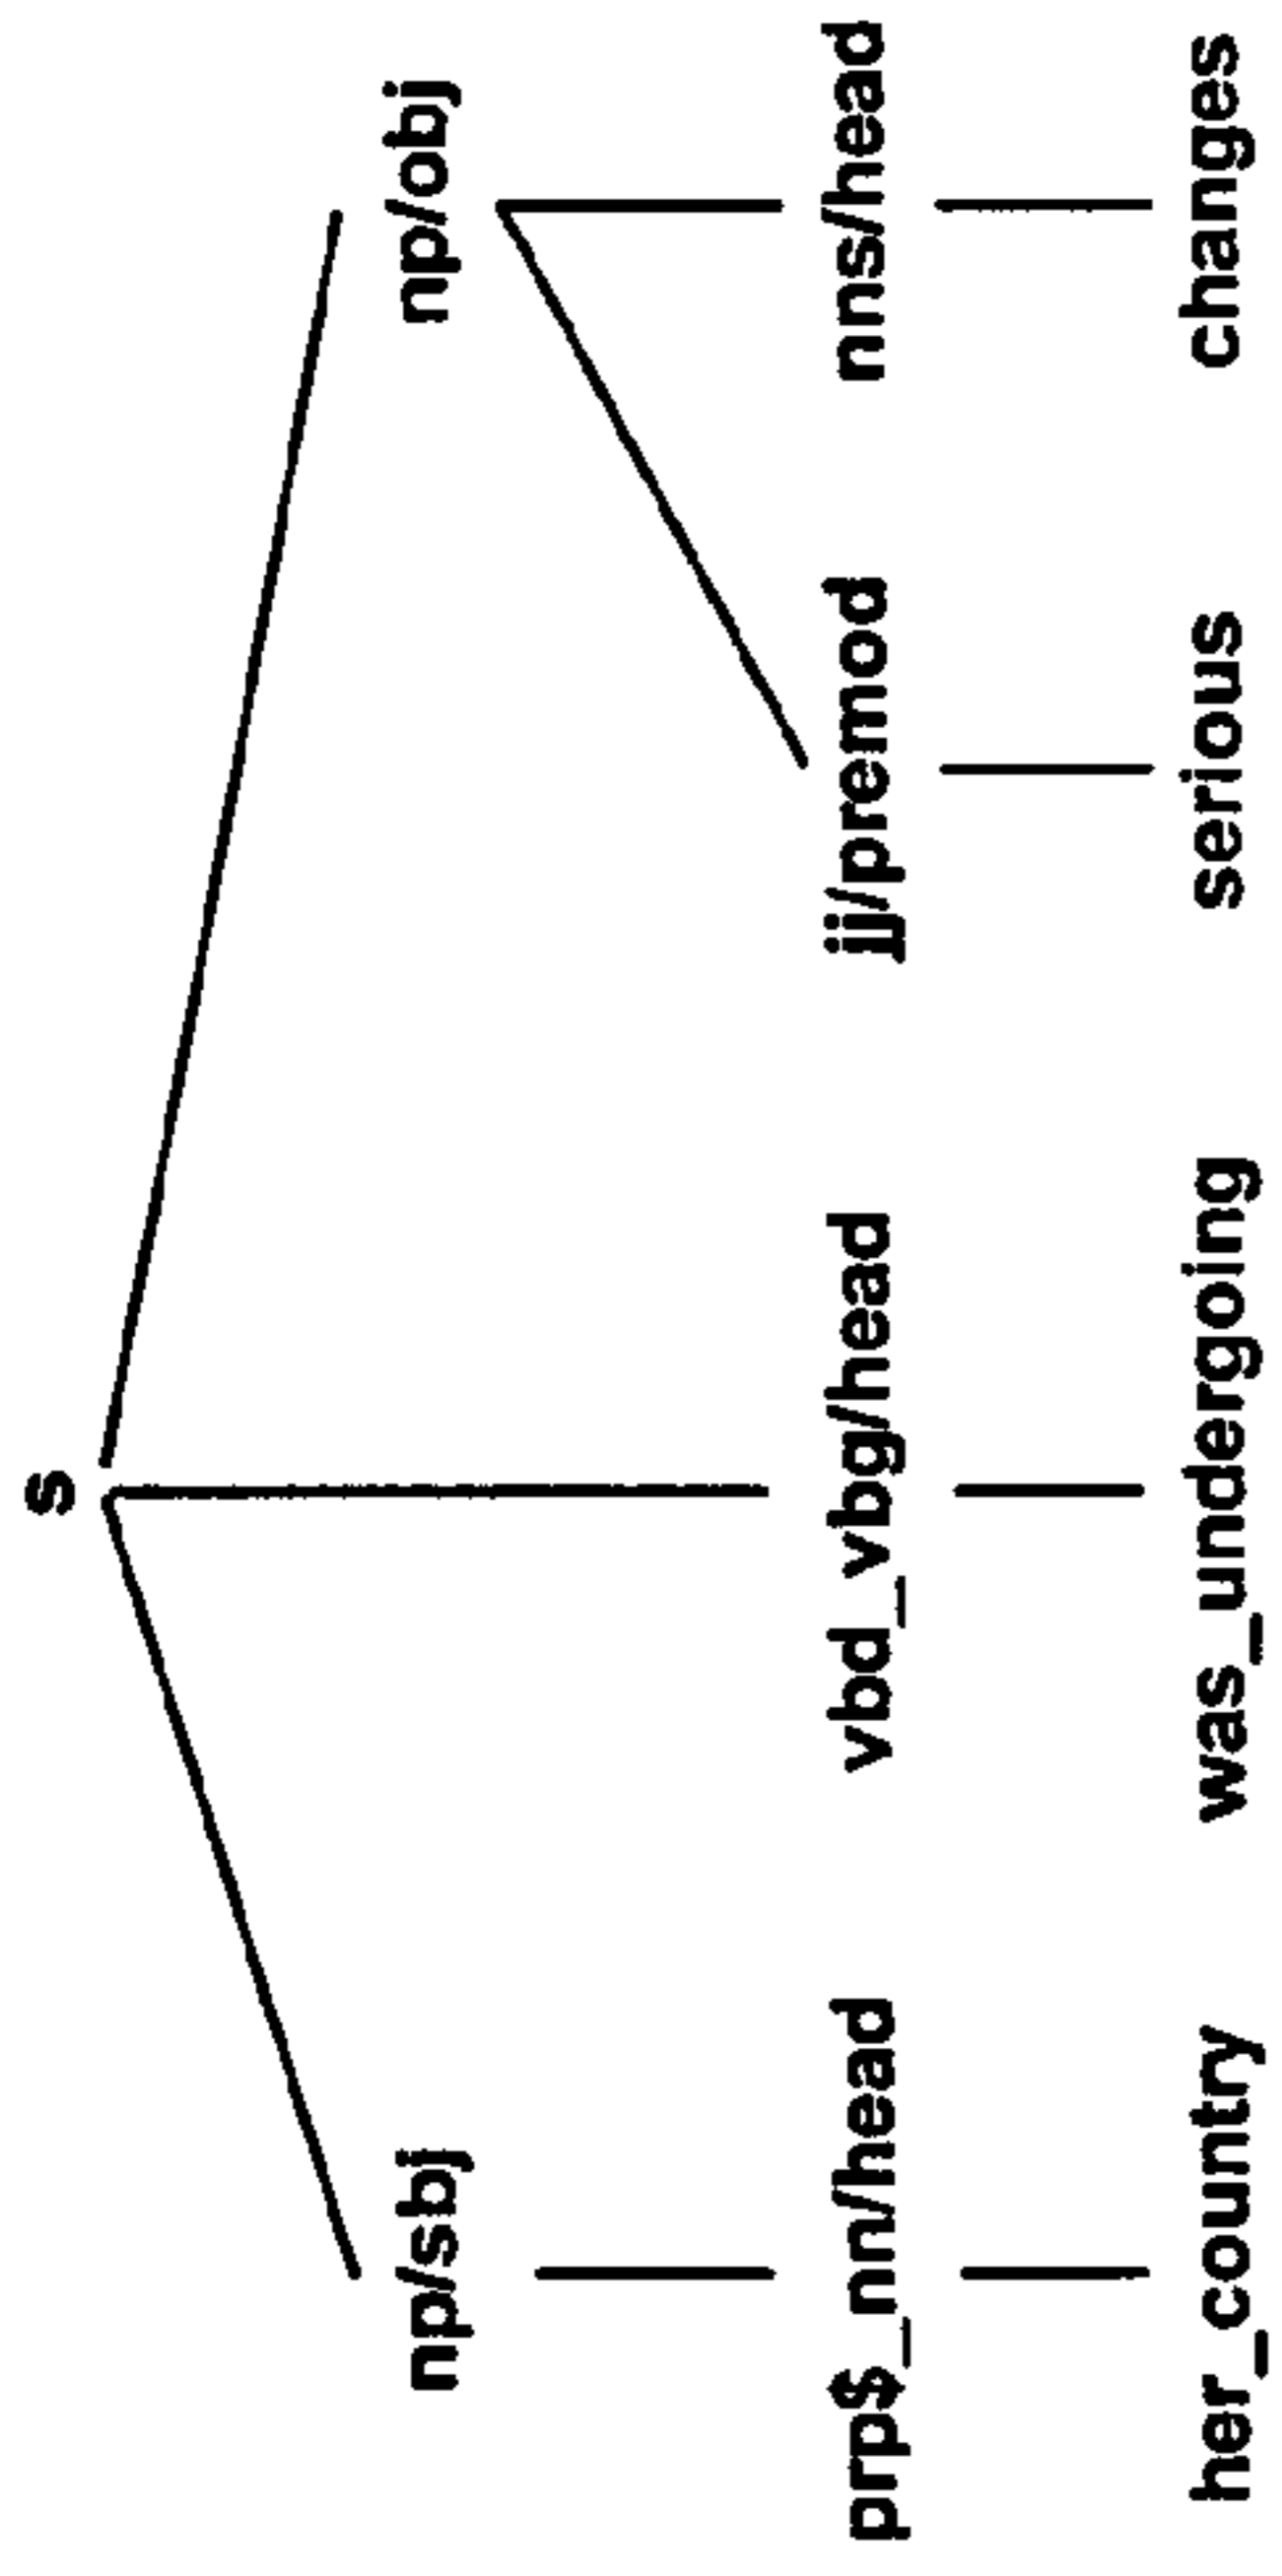 s
np/sbj np/obj
prp$_nn/head vbd_vbg/head jj/premod nns/head
her_country was_undergoing serious changes